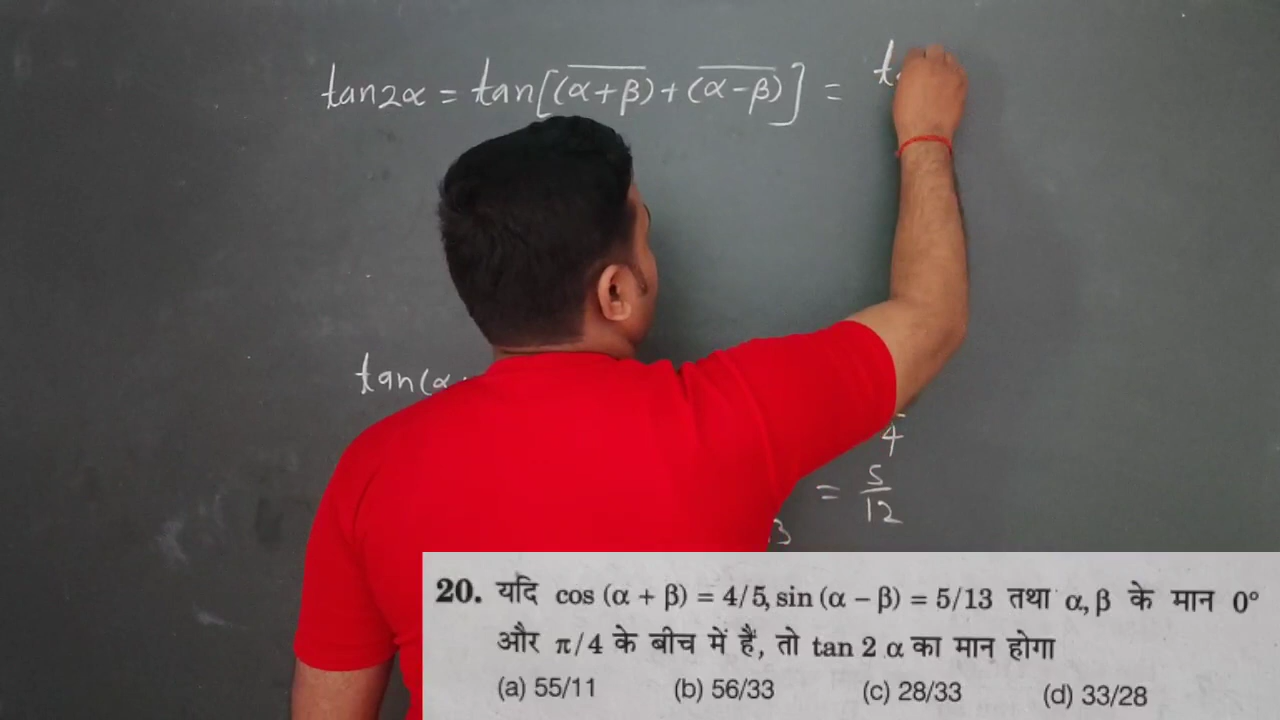 tan2α = tan[(α+β)+(α-β)] = t
tan(α
4
= 5/12
3
20. यदि cos (α + β) = 4/5, sin (α − β) = 5/13 तथा α, β के मान 0°
और π/4 के बीच में हैं, तो tan 2 α का मान होगा
(a) 55/11 (b) 56/33 (c) 28/33 (d) 33/28